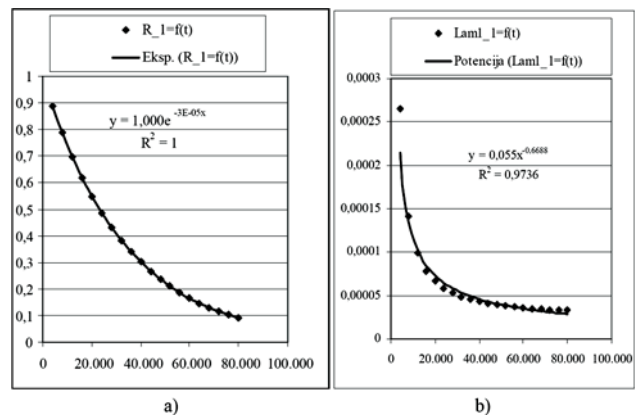 R_1=f(t)
Eksp. (R_1=f(t))
1
0,9
0,8
0,7
0,6
0,5
0,4
0,3
0,2
0,1
0
y = 1,000e^-3E-05x
R² = 1
0 20.000 40.000 60.000 80.000 100.000
a)
Laml_1=f(t)
Potencija (Laml_1=f(t))
0,0003
0,00025
0,0002
0,00015
0,0001
0,00005
0
y = 0,055x^-0,6688
R² = 0,9736
0 20.000 40.000 60.000 80.000 100.000
b)